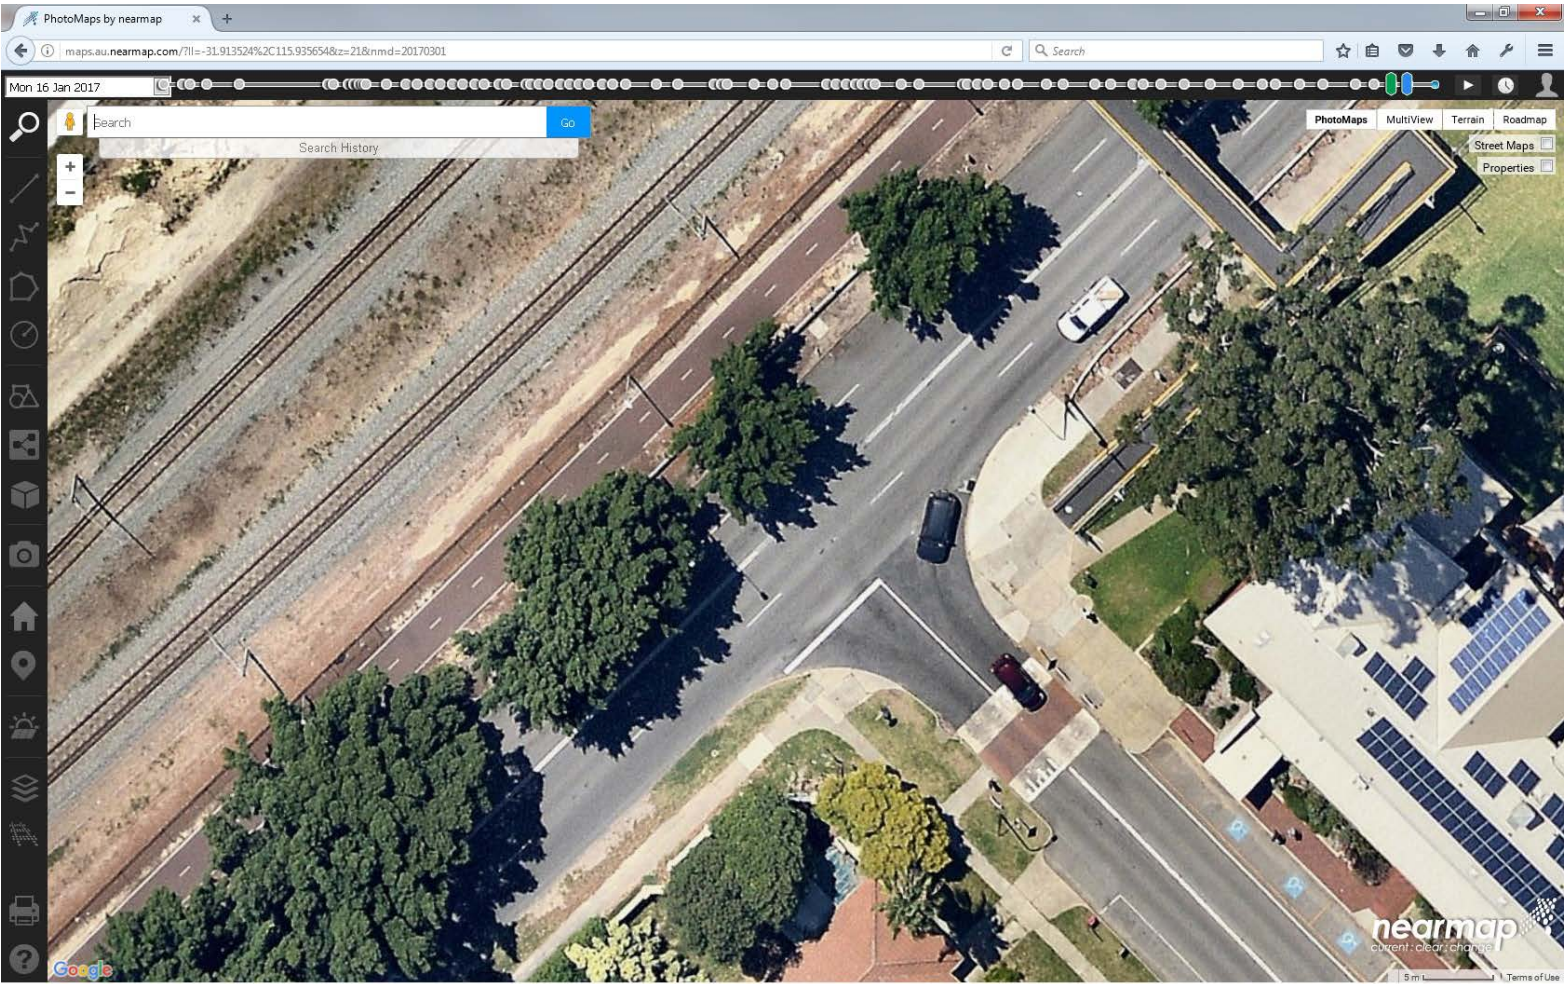 PhotoMaps by nearmap
maps.au.nearmap.com/?ll=-31.913524%2C115.935654&z=21&nmd=20170301
Search
Mon 16 Jan 2017
Search
Go
Search History
PhotoMaps
MultiView
Terrain
Roadmap
Street Maps
Properties
+
−
nearmap
current:clear:change
Google
5 m
Terms of Use